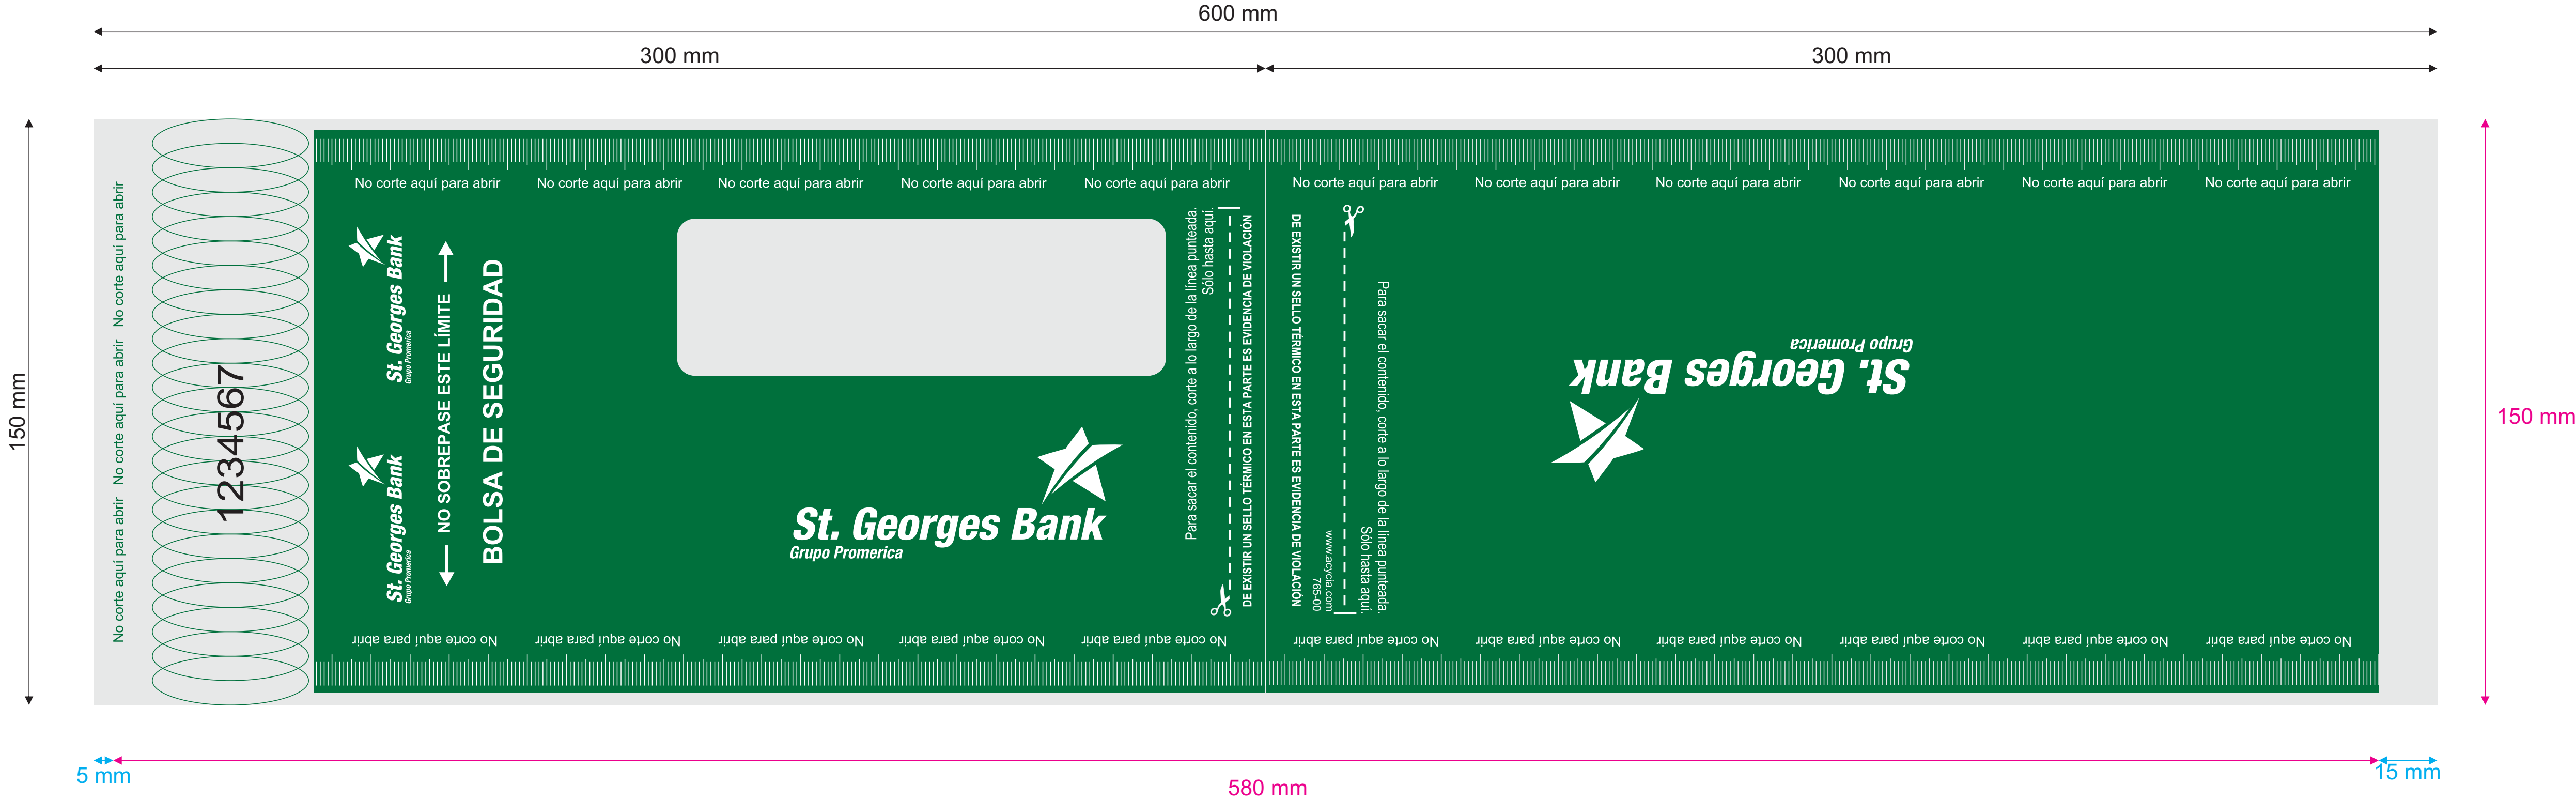 600 mm
300 mm
300 mm
150 mm
No corte aquí para abrir No corte aquí para abrir No corte aquí para abrir
1234567
No corte aquí para abrir No corte aquí para abrir No corte aquí para abrir No corte aquí para abrir No corte aquí para abrir
St. Georges Bank
Grupo Promerica
St. Georges Bank
Grupo Promerica
NO SOBREPASE ESTE LÍMITE
BOLSA DE SEGURIDAD
St. Georges Bank
Grupo Promerica
Para sacar el contenido, corte a lo largo de la línea punteada.
Sólo hasta aquí.
DE EXISTIR UN SELLO TÉRMICO EN ESTA PARTE ES EVIDENCIA DE VIOLACIÓN
No corte aquí para abrir No corte aquí para abrir No corte aquí para abrir No corte aquí para abrir No corte aquí para abrir
No corte aquí para abrir No corte aquí para abrir No corte aquí para abrir No corte aquí para abrir No corte aquí para abrir No corte aquí para abrir
DE EXISTIR UN SELLO TÉRMICO EN ESTA PARTE ES EVIDENCIA DE VIOLACIÓN
www.acycia.com
765-00
Para sacar el contenido, corte a lo largo de la línea punteada.
Sólo hasta aquí.
St. Georges Bank
Grupo Promerica
No corte aquí para abrir No corte aquí para abrir No corte aquí para abrir No corte aquí para abrir No corte aquí para abrir No corte aquí para abrir
150 mm
5 mm
580 mm
15 mm